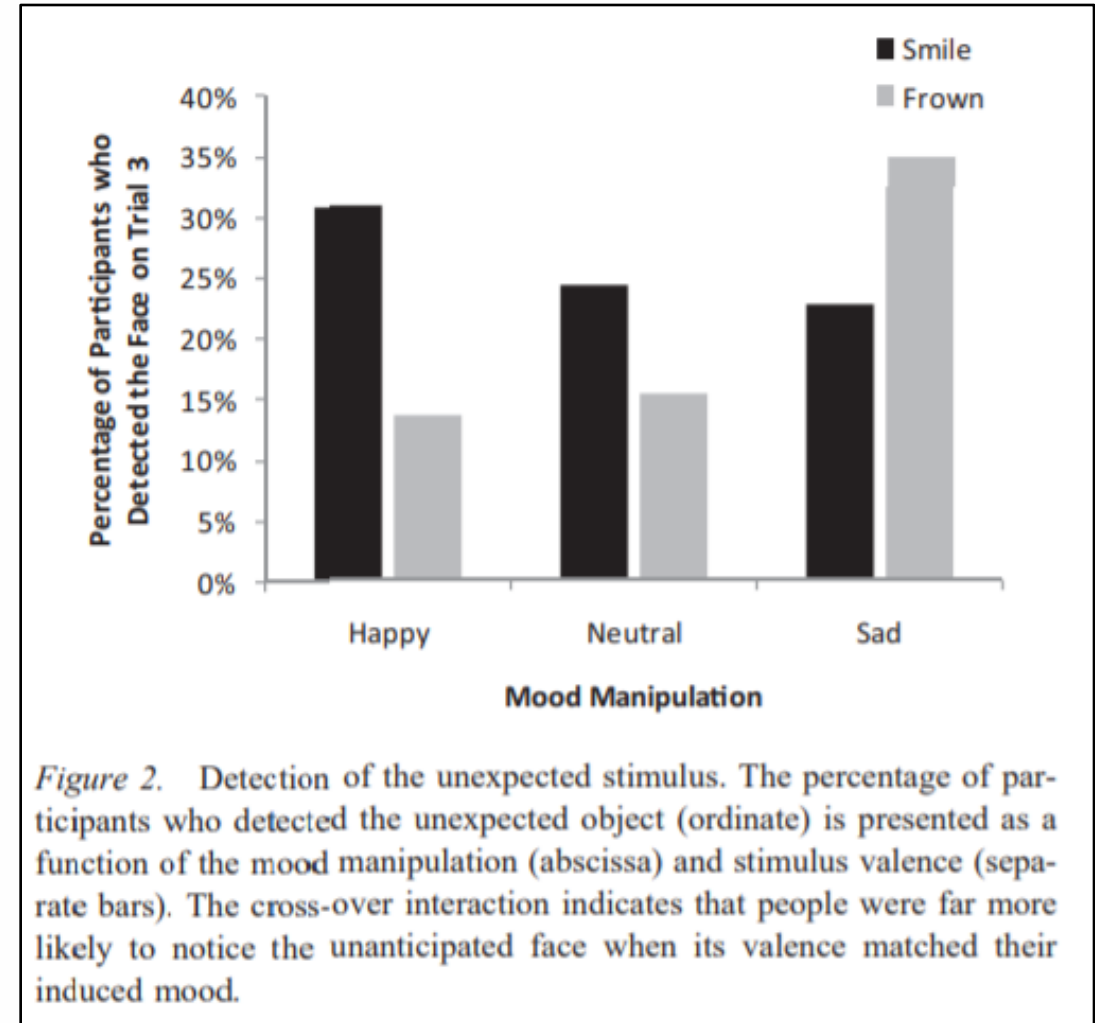 Smile
Frown
40%
35%
30%
25%
20%
15%
10%
5%
0%
Percentage of Participants who
Detected the Face on Trial 3
Happy Neutral Sad
Mood Manipulation
Figure 2. Detection of the unexpected stimulus. The percentage of par-
ticipants who detected the unexpected object (ordinate) is presented as a
function of the mood manipulation (abscissa) and stimulus valence (sepa-
rate bars). The cross-over interaction indicates that people were far more
likely to notice the unanticipated face when its valence matched their
induced mood.